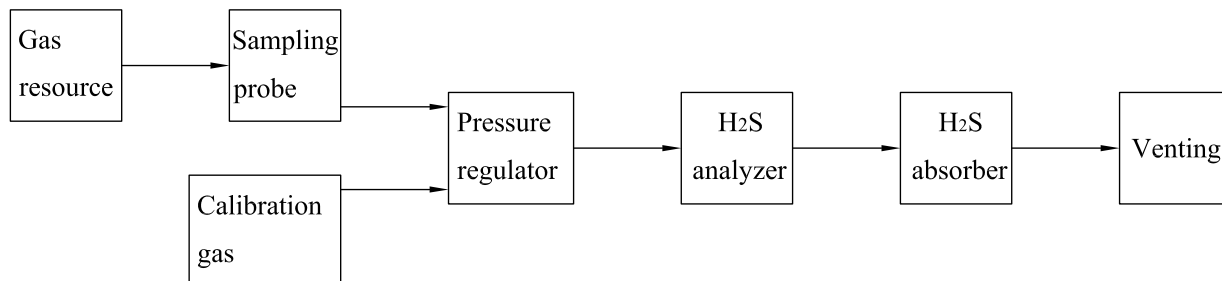 Gas
resource
Sampling
probe
Pressure
regulator
Calibration
gas
H2S
analyzer
H2S
absorber
Venting